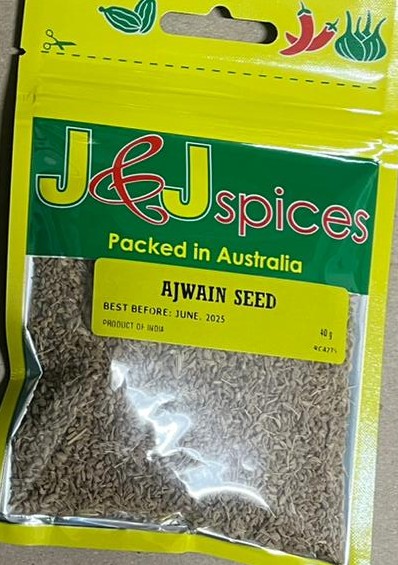 J&J spices
Packed in Australia
AJWAIN SEED
BEST BEFORE: JUNE, 2025
PRODUCT OF INDIA
40 g